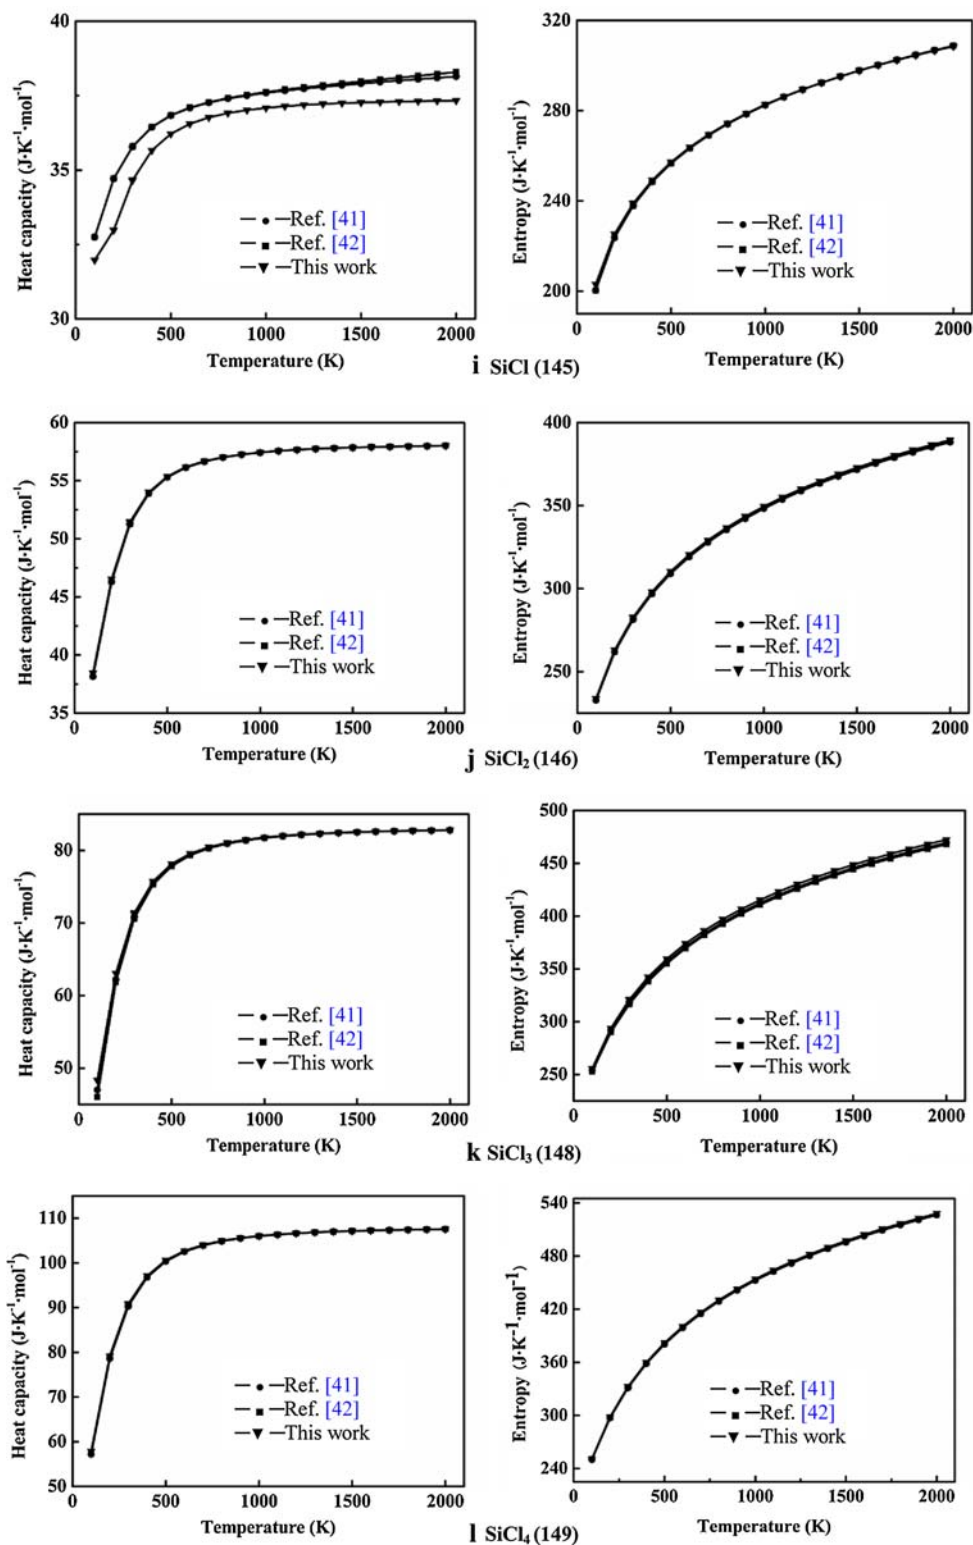 40
35
30
Heat capacity (J·K⁻¹·mol⁻¹)
Ref. [41]
Ref. [42]
This work
0 500 1000 1500 2000
Temperature (K)
320
280
240
200
Entropy (J·K⁻¹·mol⁻¹)
Ref. [41]
Ref. [42]
This work
0 500 1000 1500 2000
Temperature (K)
i SiCl (145)
60
55
50
45
40
35
Heat capacity (J·K⁻¹·mol⁻¹)
Ref. [41]
Ref. [42]
This work
0 500 1000 1500 2000
Temperature (K)
400
350
300
250
Entropy (J·K⁻¹·mol⁻¹)
Ref. [41]
Ref. [42]
This work
0 500 1000 1500 2000
Temperature (K)
j SiCl₂ (146)
80
70
60
50
Heat capacity (J·K⁻¹·mol⁻¹)
Ref. [41]
Ref. [42]
This work
0 500 1000 1500 2000
Temperature (K)
500
450
400
350
300
250
Entropy (J·K⁻¹·mol⁻¹)
Ref. [41]
Ref. [42]
This work
0 500 1000 1500 2000
Temperature (K)
k SiCl₃ (148)
110
100
90
80
70
60
50
Heat capacity (J·K⁻¹·mol⁻¹)
Ref. [41]
Ref. [42]
This work
0 500 1000 1500 2000
Temperature (K)
540
480
420
360
300
240
Entropy (J·K⁻¹·mol⁻¹)
Ref. [41]
Ref. [42]
This work
0 500 1000 1500 2000
Temperature (K)
l SiCl₄ (149)